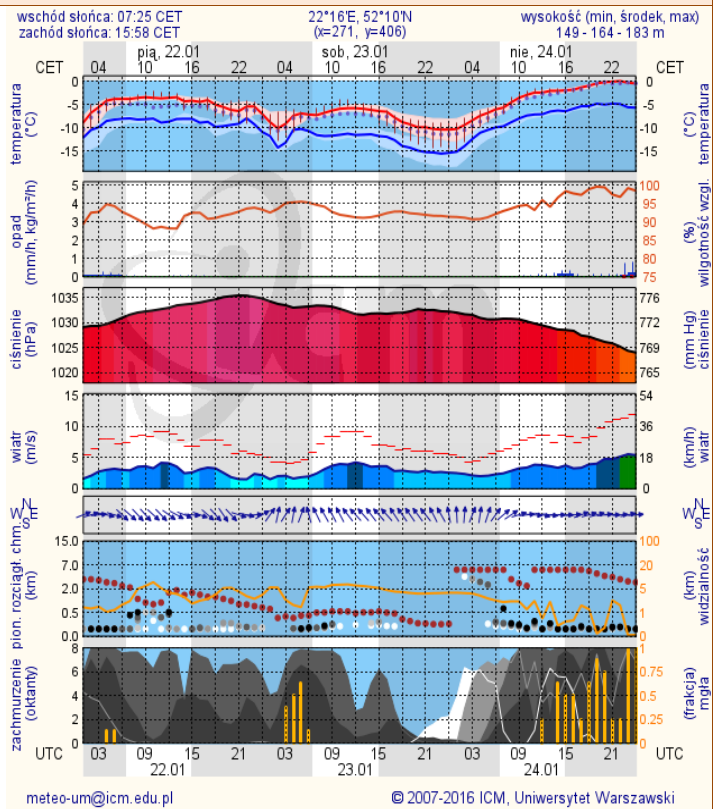 wschód słońca: 07:25 CET 22°16'E, 52°10'N wysokość (min, środek, max)
zachód słońca: 15:58 CET (x=271, y=406) 149 - 164 - 183 m
pią, 22.01 sob, 23.01 nie, 24.01
CET 04 10 16 22 04 10 16 22 04 10 16 22 CET
temperatura (°C)
0 -5 -10 -15
0 -5 -10 -15
(°C) temperatura
opad (mm/h, kg/m²/h)
5 4 3 2 1 0
100 95 90 85 80 75
(%) wilgotność wzgl.
ciśnienie (hPa)
1035 1030 1025 1020
776 772 769 765
(mm Hg) ciśnienie
icm
wiatr (m/s)
15 10 5 0
54 36 18 0
(km/h) wiatr
N W E S
N W E S
pion. rozciągł. chm. (km)
15.0 7.0 2.0 0.5 0.0
100 20 5 1 0
(km) widzialność
zachmurzenie (oktanty)
8 6 4 2 0
1 0.75 0.5 0.25 0
(frakcja) mgła
UTC 03 09 15 21 03 09 15 21 03 09 15 21 UTC
22.01 23.01 24.01
meteo-um@icm.edu.pl © 2007-2016 ICM, Uniwersytet Warszawski